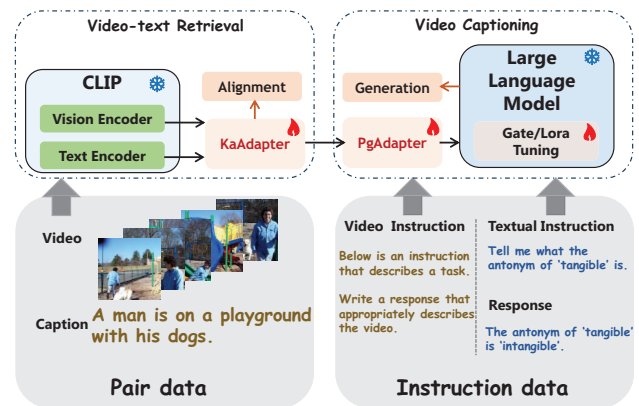 Video-text Retrieval
CLIP
Vision Encoder
Text Encoder
Alignment
KaAdapter
Video Captioning
Generation
PgAdapter
Large
Language
Model
Gate/Lora
Tuning
Video
Caption
A man is on a playground
with his dogs.
Pair data
Video Instruction
Below is an instruction
that describes a task.
Write a response that
appropriately describes
the video.
Textual Instruction
Tell me what the
antonym of ‘tangible’ is.
Response
The antonym of ‘tangible’
is ‘intangible’.
Instruction data